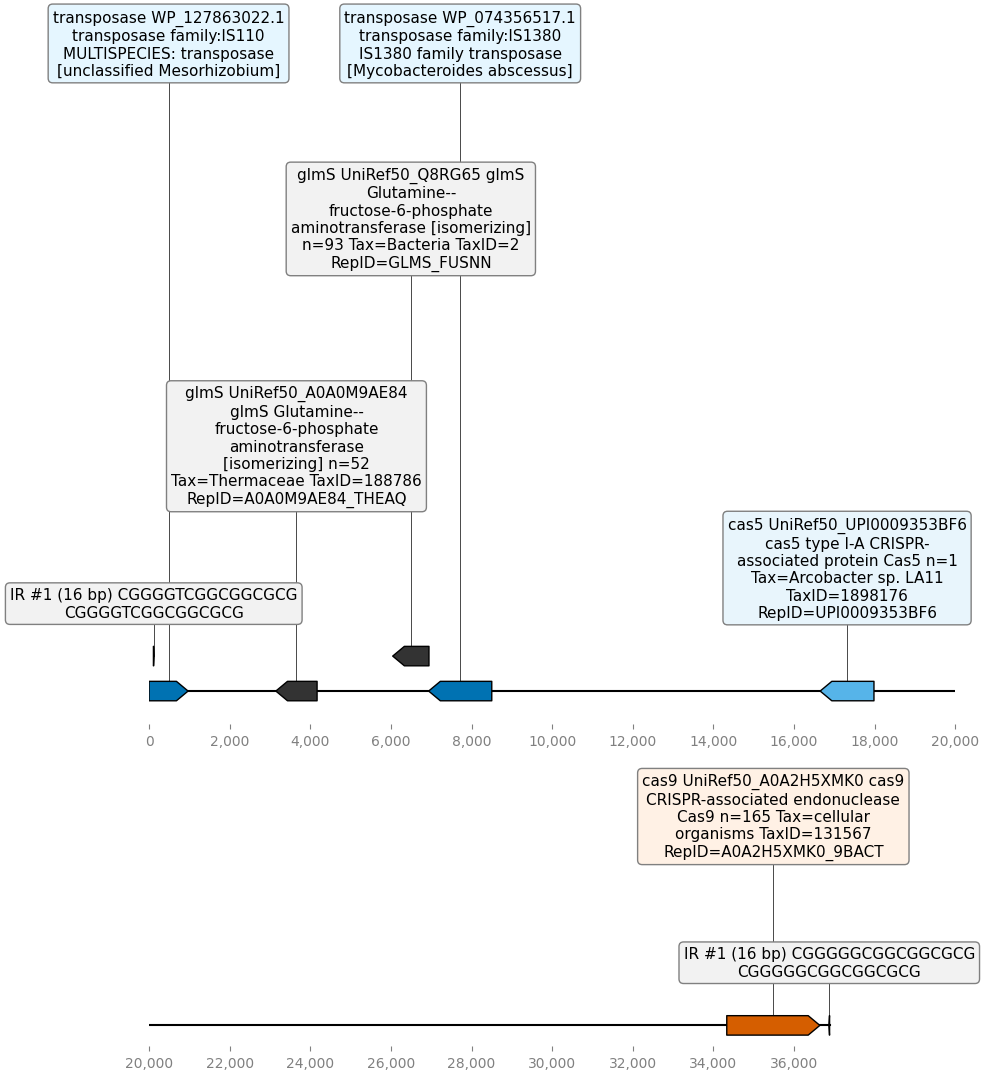 transposase WP_127863022.1
transposase family:IS110
MULTISPECIES: transposase
[unclassified Mesorhizobium]
transposase WP_074356517.1
transposase family:IS1380
IS1380 family transposase
[Mycobacteroides abscessus]
glmS UniRef50_Q8RG65 glmS
Glutamine--
fructose-6-phosphate
aminotransferase [isomerizing]
n=93 Tax=Bacteria TaxID=2
RepID=GLMS_FUSNN
glmS UniRef50_A0A0M9AE84
glmS Glutamine--
fructose-6-phosphate
aminotransferase
[isomerizing] n=52
Tax=Thermaceae TaxID=188786
RepID=A0A0M9AE84_THEAQ
cas5 UniRef50_UPI0009353BF6
cas5 type I-A CRISPR-
associated protein Cas5 n=1
Tax=Arcobacter sp. LA11
TaxID=1898176
RepID=UPI0009353BF6
IR #1 (16 bp) CGGGGTCGGCGGCGCG
CGGGGTCGGCGGCGCG
0 2,000 4,000 6,000 8,000 10,000 12,000 14,000 16,000 18,000 20,000
cas9 UniRef50_A0A2H5XMK0 cas9
CRISPR-associated endonuclease
Cas9 n=165 Tax=cellular
organisms TaxID=131567
RepID=A0A2H5XMK0_9BACT
IR #1 (16 bp) CGGGGGCGGCGGCGCG
CGGGGGCGGCGGCGCG
20,000 22,000 24,000 26,000 28,000 30,000 32,000 34,000 36,000